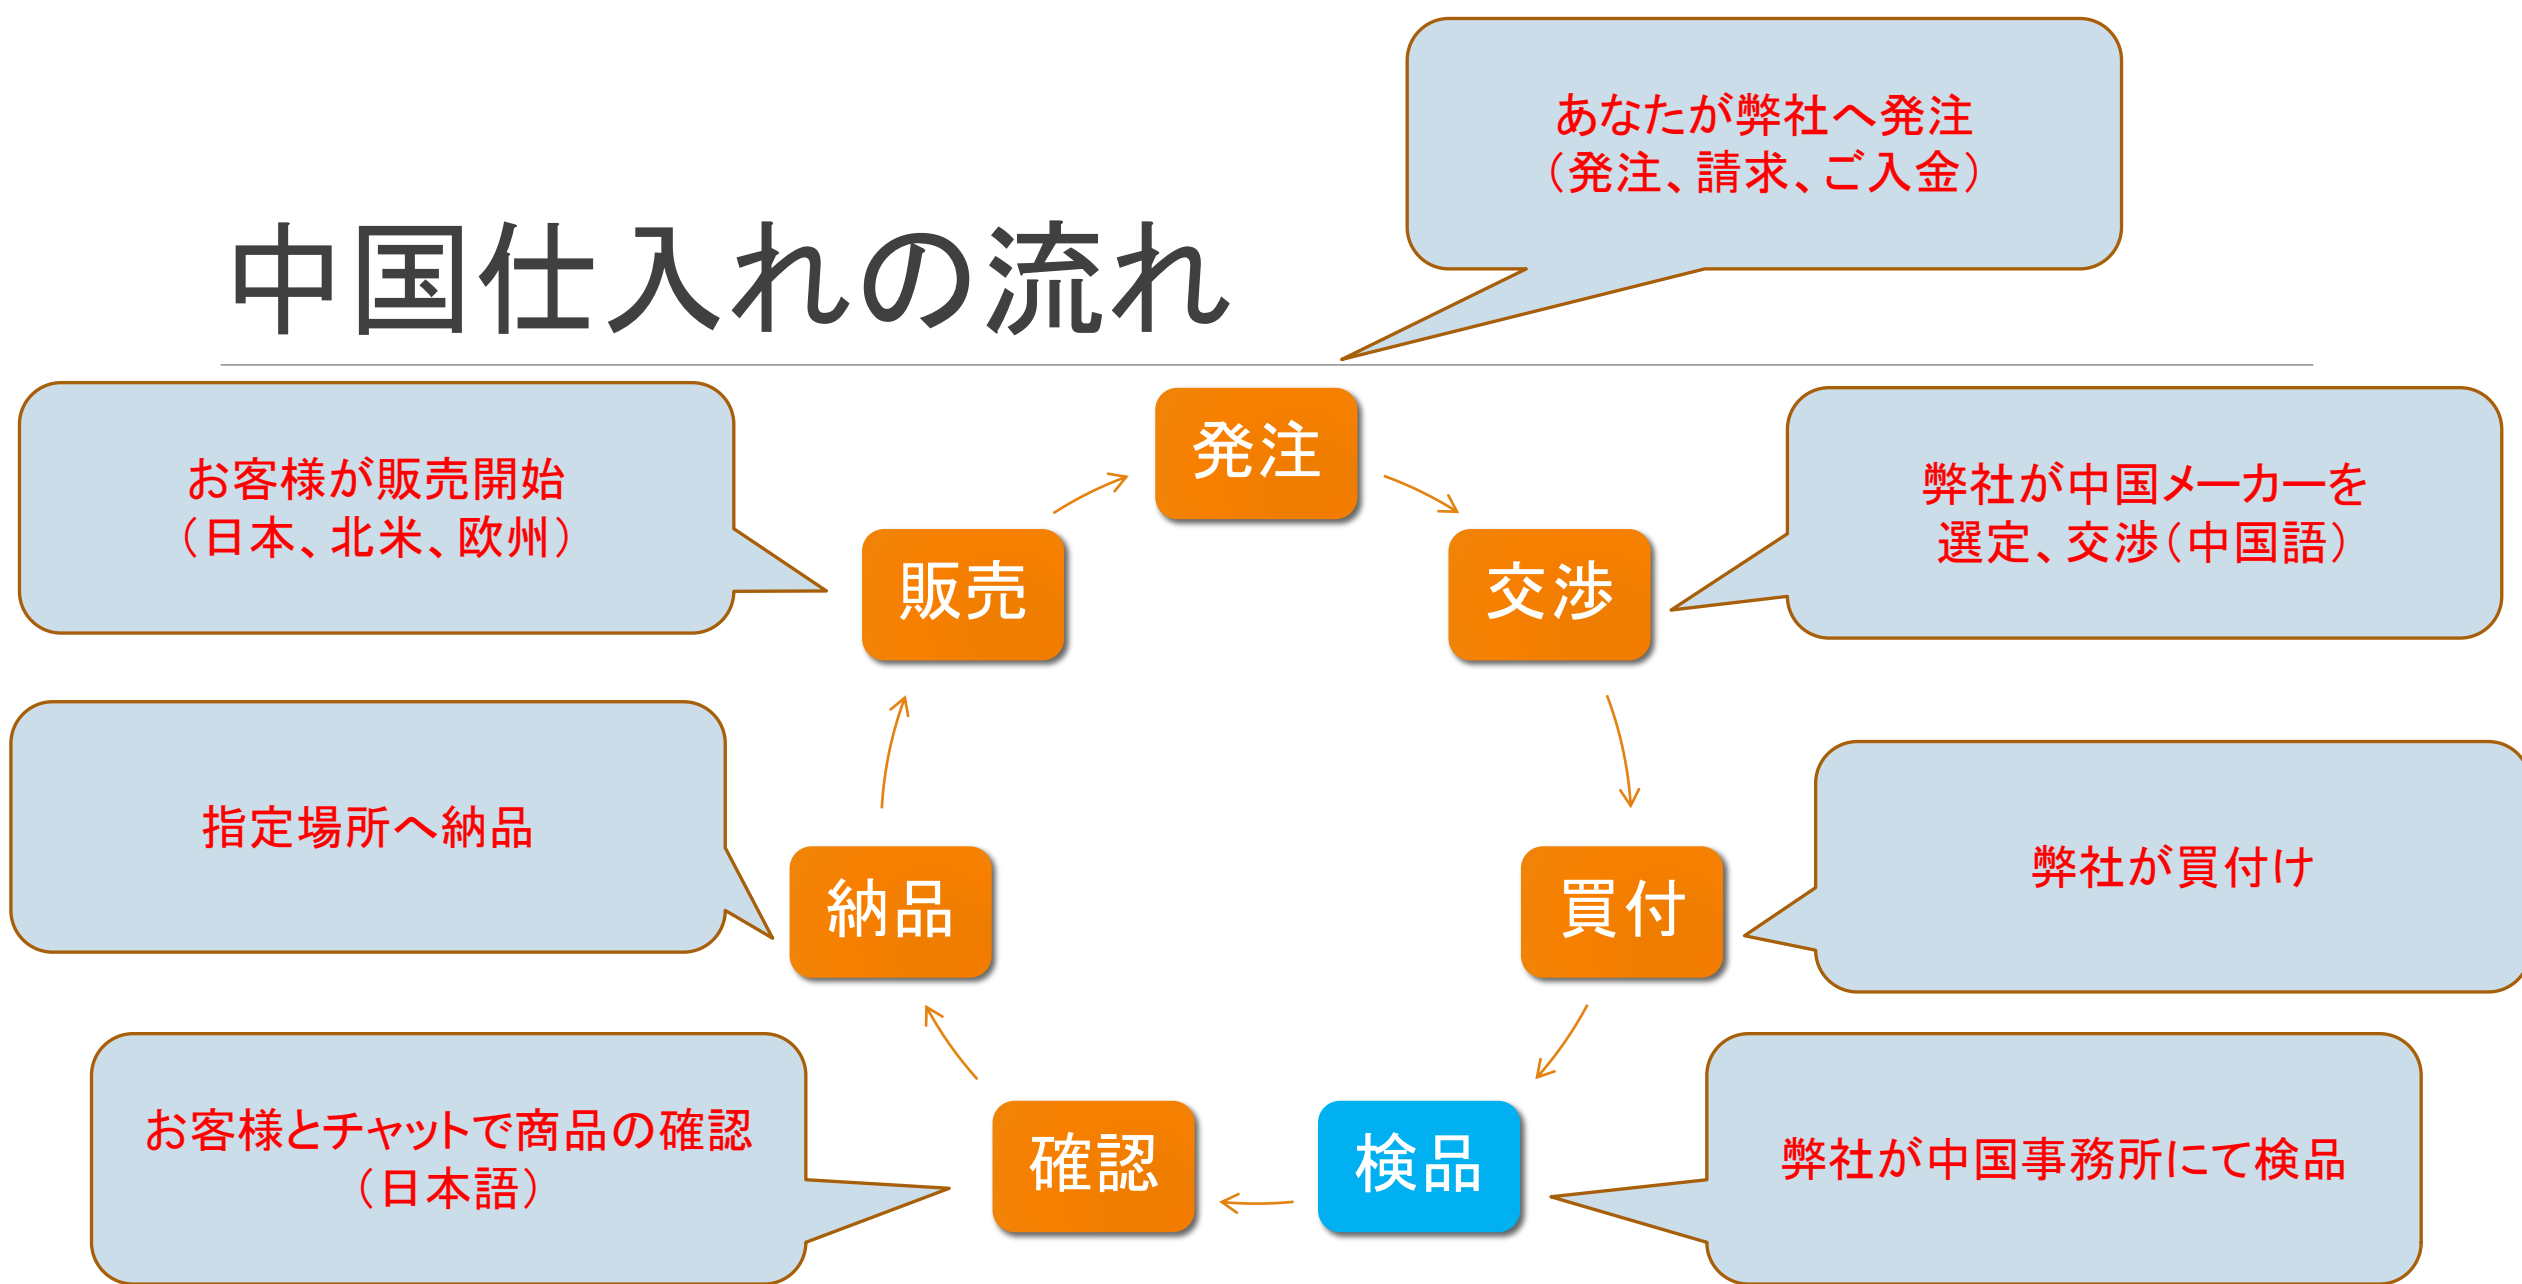 中国仕入れの流れ
あなたが弊社へ発注
（発注、請求、ご入金）
発注
弊社が中国メーカーを
選定、交渉（中国語）
交渉
弊社が買付け
買付
弊社が中国事務所にて検品
検品
お客様とチャットで商品の確認
（日本語）
確認
指定場所へ納品
納品
お客様が販売開始
（日本、北米、欧州）
販売